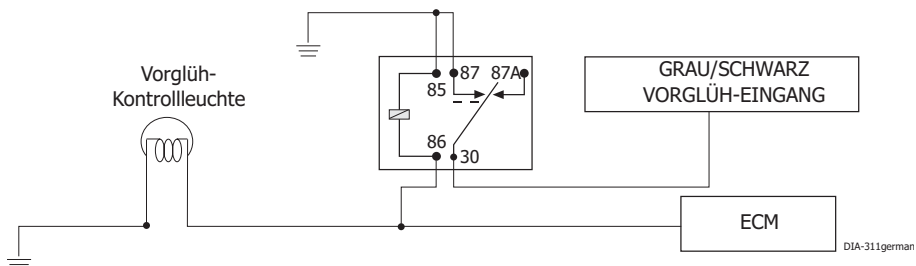 Vorglüh-
Kontrollleuchte
85
87
87A
86
30
GRAU/SCHWARZ
VORGLÜH-EINGANG
ECM
DIA-311german